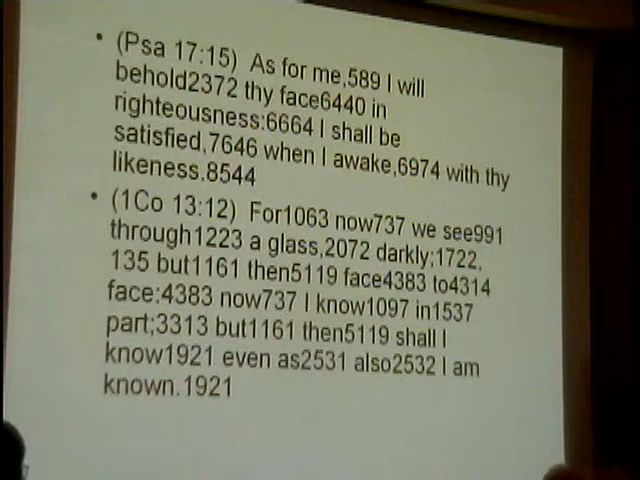 • (Psa 17:15)  As for me,589 I will
behold2372 thy face6440 in
righteousness:6664 I shall be
satisfied,7646 when I awake,6974 with thy
likeness.8544
• (1Co 13:12)  For1063 now737 we see991
through1223 a glass,2072 darkly;1722,
135 but1161 then5119 face4383 to4314
face:4383 now737 I know1097 in1537
part;3313 but1161 then5119 shall I
know1921 even as2531 also2532 I am
known.1921